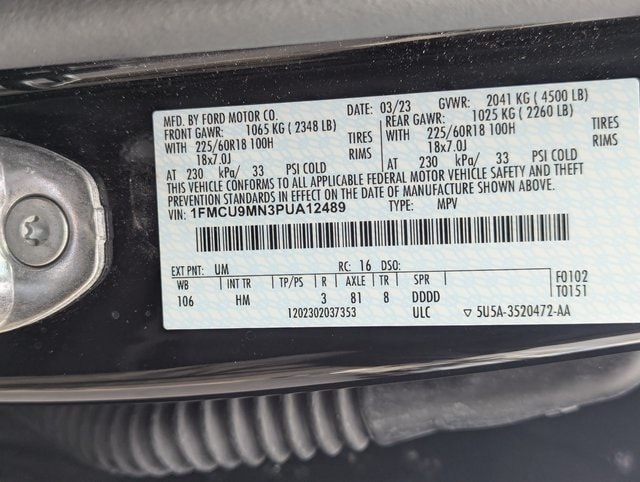 MFD. BY FORD MOTOR CO. DATE: 03/23 GVWR: 2041 KG ( 4500 LB)
FRONT GAWR: 1065 KG ( 2348 LB) REAR GAWR: 1025 KG ( 2260 LB)
WITH 225/60R18 100H TIRES WITH 225/60R18 100H TIRES
18x7.0J RIMS 18x7.0J RIMS
AT 230 kPa/ 33 PSI COLD AT 230 kPa/ 33 PSI COLD
THIS VEHICLE CONFORMS TO ALL APPLICABLE FEDERAL MOTOR VEHICLE SAFETY AND THEFT
PREVENTION STANDARDS IN EFFECT ON THE DATE OF MANUFACTURE SHOWN ABOVE.
VIN: 1FMCU9MN3PUA12489 TYPE: MPV
EXT PNT: UM RC: 16 DSO: F0102
WB INT TR TP/PS R AXLE TR SPR T0151
106 HM 3 81 8 DDDD
1202302037353 ULC ▽ 5U5A-3520472-AA